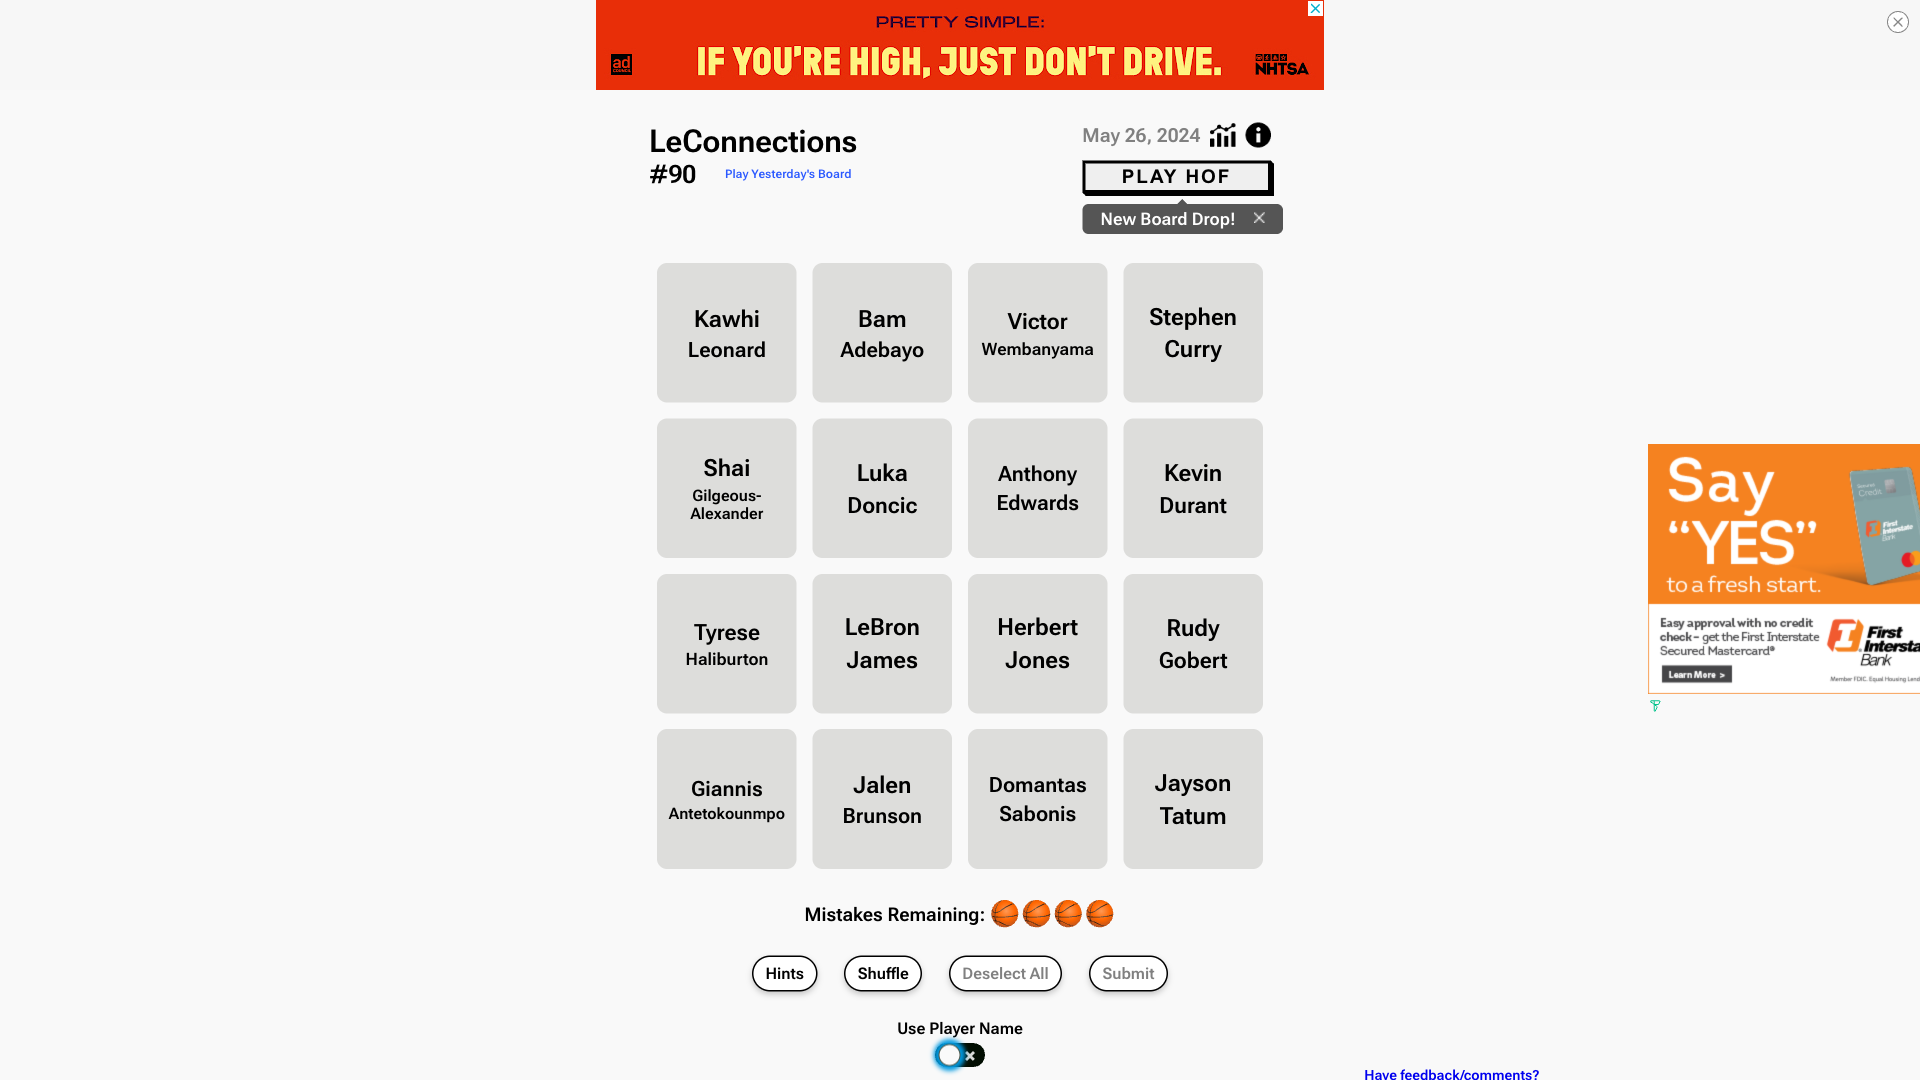 PRETTY SIMPLE:
IF YOU'RE HIGH, JUST DON'T DRIVE.
ad
NHTSA
LeConnections
#90
Play Yesterday's Board
May 26, 2024
PLAY HOF
New Board Drop!
Kawhi
Leonard
Bam
Adebayo
Victor
Wembanyama
Stephen
Curry
Shai
Gilgeous-
Alexander
Luka
Doncic
Anthony
Edwards
Kevin
Durant
Tyrese
Haliburton
LeBron
James
Herbert
Jones
Rudy
Gobert
Giannis
Antetokounmpo
Jalen
Brunson
Domantas
Sabonis
Jayson
Tatum
Mistakes Remaining:
Hints
Shuffle
Deselect All
Submit
Use Player Name
Have feedback/comments?
Say
"YES"
to a fresh start.
Easy approval with no credit
check – get the First Interstate
Secured Mastercard®
Learn More >
First
Intersta
Bank
Member FDIC. Equal Housing Lend